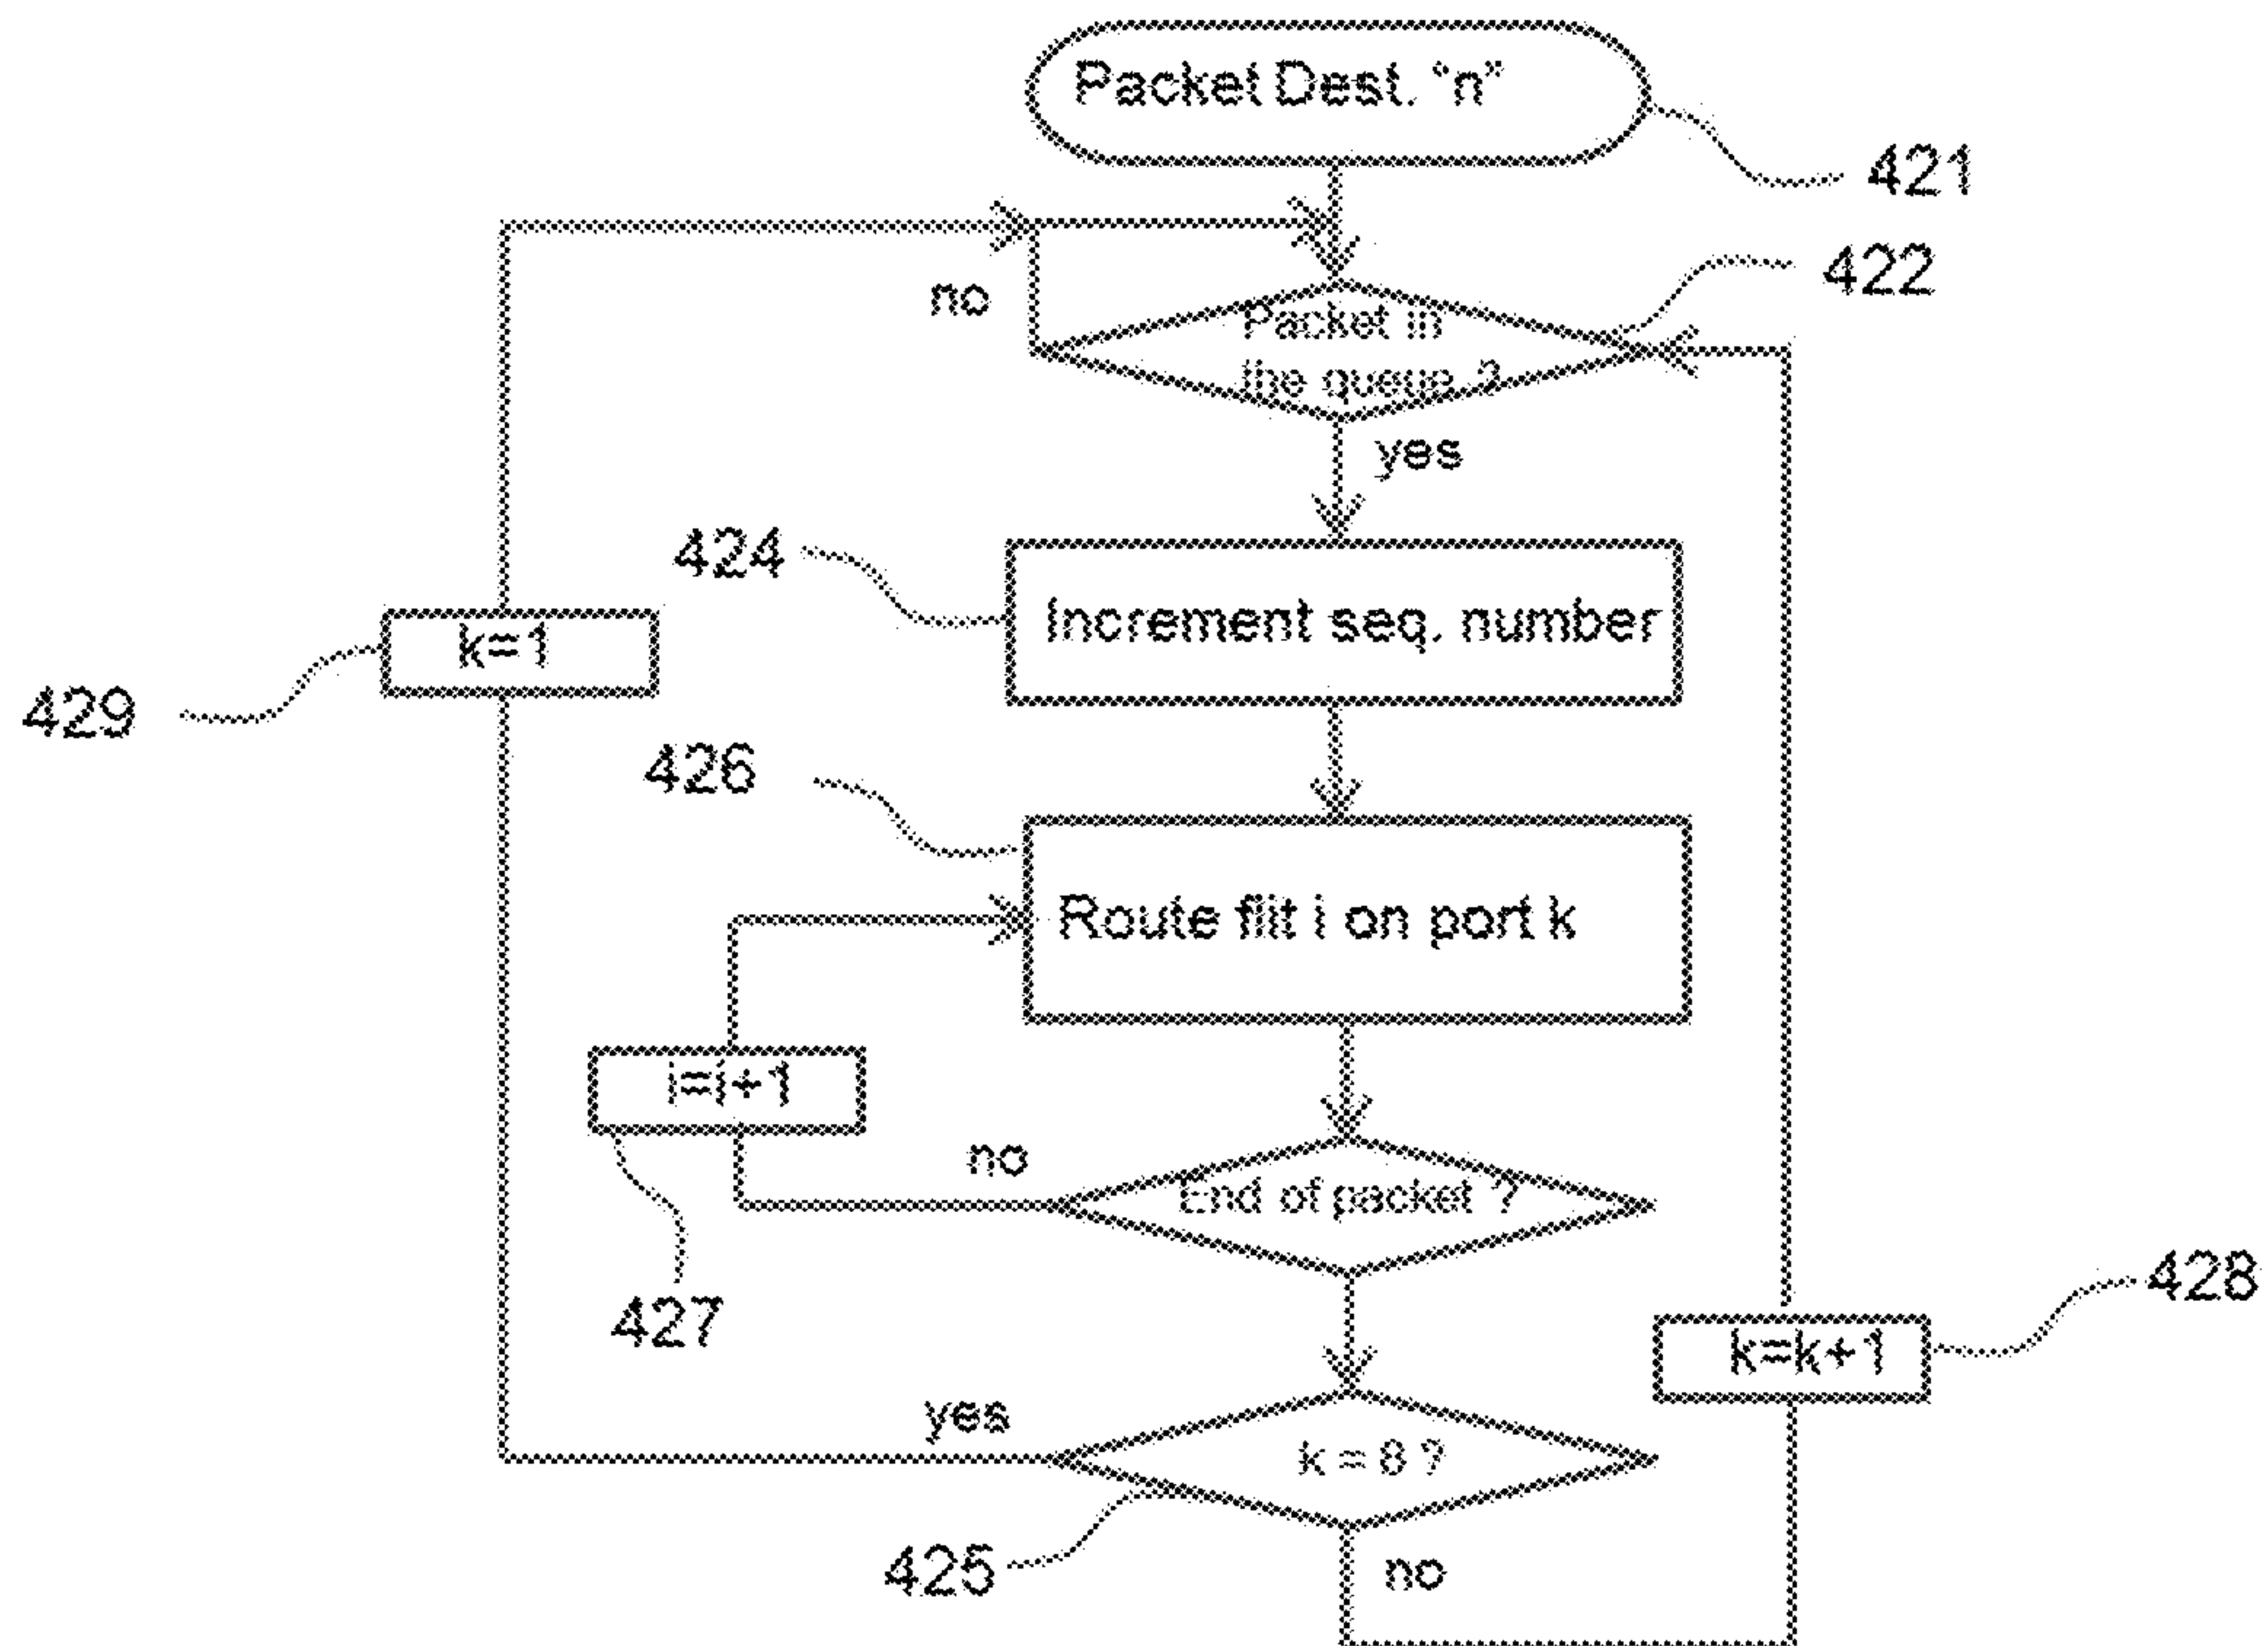 Packet Dest. "n"
421
422
no
Packet in
the queue ?
yes
424
Increment seq. number
k=1
429
426
Route flit i on port k
i=i+1
no
End of packet ?
427
428
k=k+1
yes
k = 8 ?
425
no